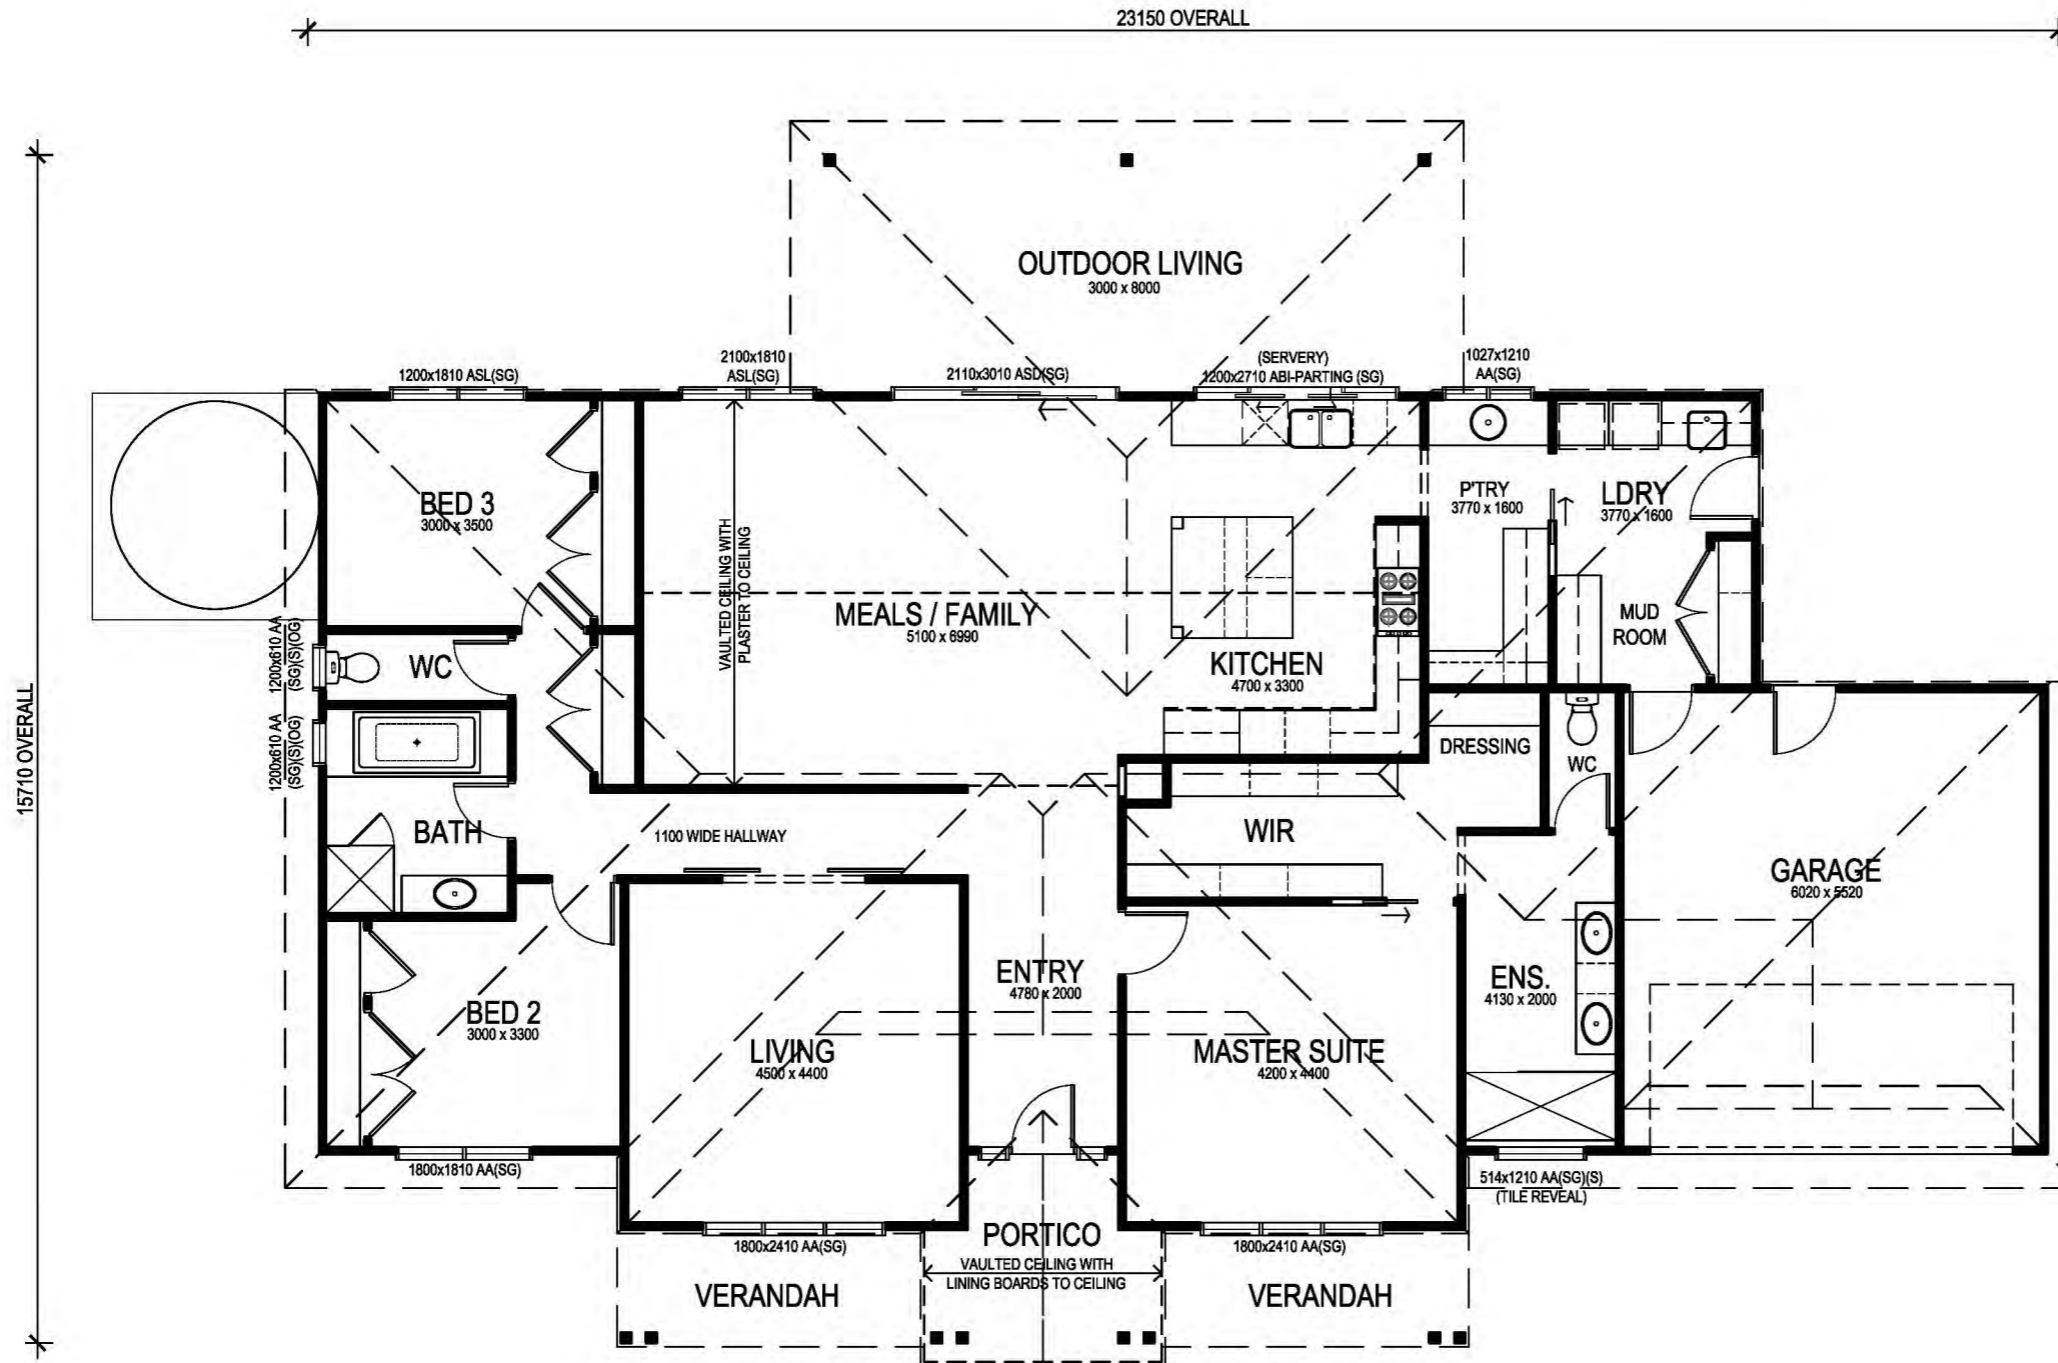 23150 OVERALL
15710 OVERALL
OUTDOOR LIVING
3000 x 8000
1200x1810 ASL(SG)
2100x1810
ASL(SG)
2110x3010 ASD(SG)
(SERVERY)
1200x2710 ABI-PARTING (SG)
1027x1210
AA(SG)
BED 3
3000 x 3500
VAULTED CEILING WITH
PLASTER TO CEILING
MEALS / FAMILY
5100 x 6990
KITCHEN
4700 x 3300
P'TRY
3770 x 1600
LDRY
3770 x 1600
MUD
ROOM
1200x610 AA
(SG)(S)(OG)
WC
1200x610 AA
(SG)(S)(OG)
BATH
1100 WIDE HALLWAY
DRESSING
WC
WIR
GARAGE
6020 x 5520
BED 2
3000 x 3300
LIVING
4500 x 4400
ENTRY
4780 x 2000
MASTER SUITE
4200 x 4400
ENS.
4130 x 2000
1800x1810 AA(SG)
514x1210 AA(SG)(S)
(TILE REVEAL)
1800x2410 AA(SG)
PORTICO
VAULTED CEILING WITH
LINING BOARDS TO CEILING
1800x2410 AA(SG)
VERANDAH
VERANDAH